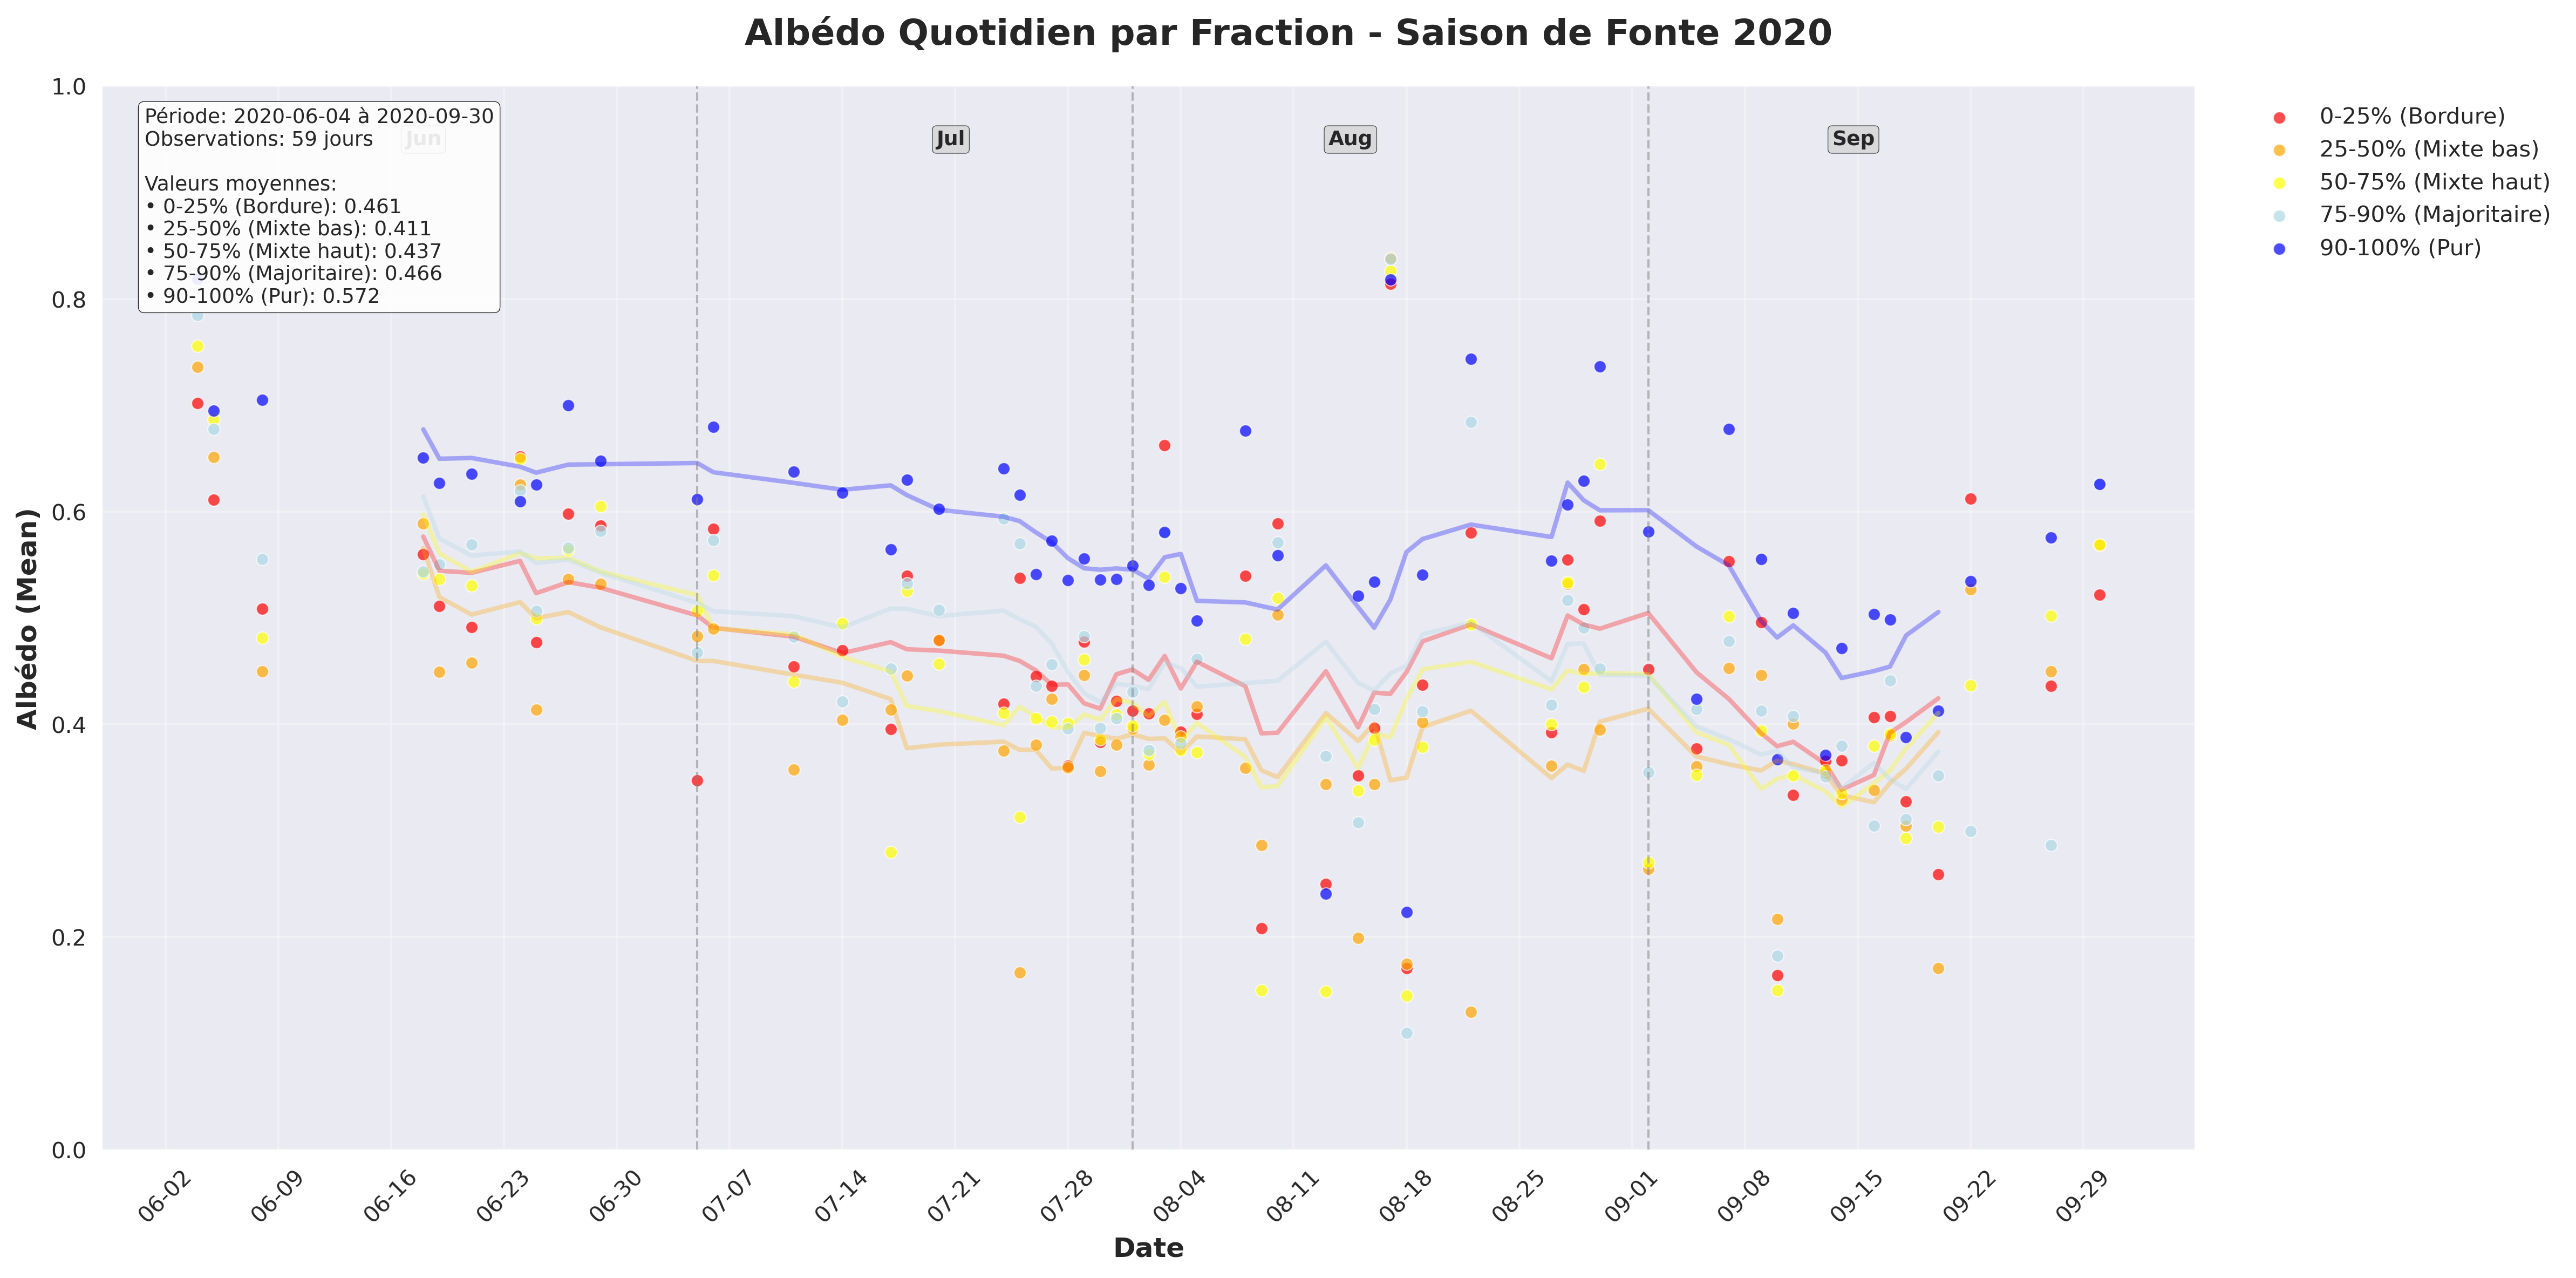 Albédo Quotidien par Fraction - Saison de Fonte 2020
Période: 2020-06-04 à 2020-09-30
Observations: 59 jours
Valeurs moyennes:
• 0-25% (Bordure): 0.461
• 25-50% (Mixte bas): 0.411
• 50-75% (Mixte haut): 0.437
• 75-90% (Majoritaire): 0.466
• 90-100% (Pur): 0.572
Jun
Jul
Aug
Sep
0-25% (Bordure)
25-50% (Mixte bas)
50-75% (Mixte haut)
75-90% (Majoritaire)
90-100% (Pur)
Albédo (Mean)
1.0
0.8
0.6
0.4
0.2
0.0
06-02
06-09
06-16
06-23
06-30
07-07
07-14
07-21
07-28
08-04
08-11
08-18
08-25
09-01
09-08
09-15
09-22
09-29
Date